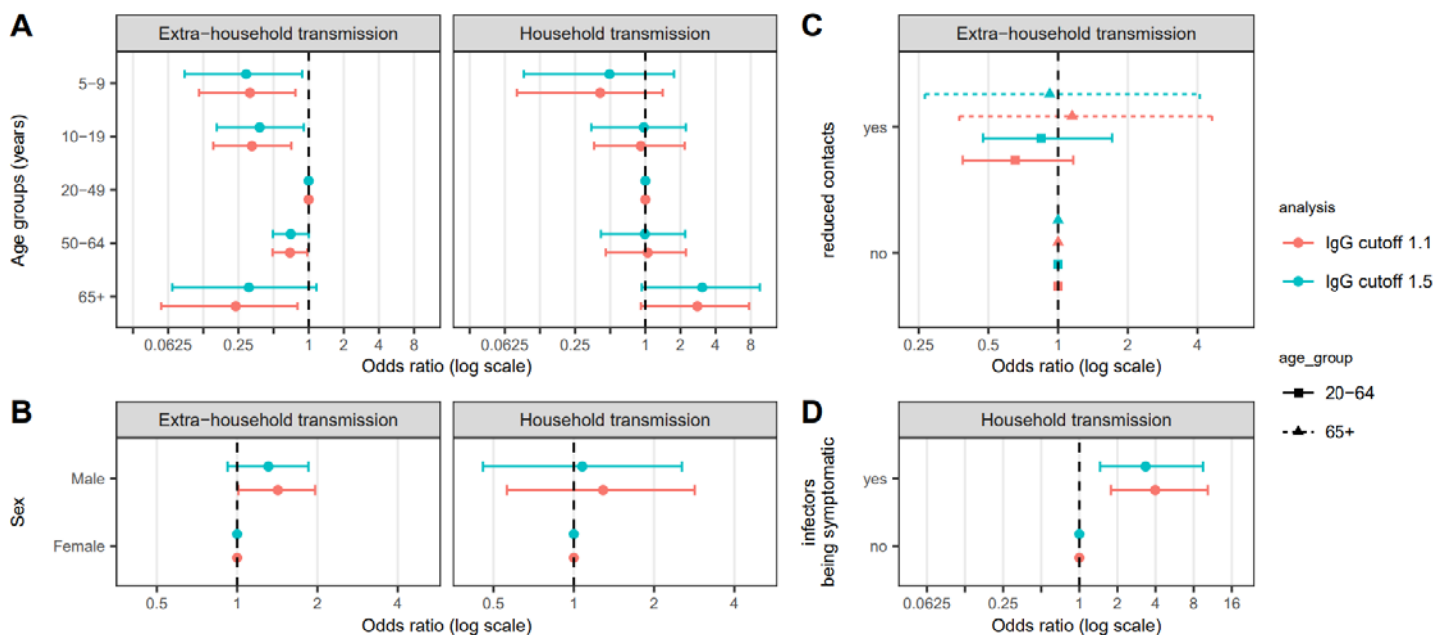 A
Extra−household transmission
Household transmission
Age groups (years)
5−9
10−19
20−49
50−64
65+
0.0625 0.25 1 2 4 8
0.0625 0.25 1 2 4 8
Odds ratio (log scale)
Odds ratio (log scale)
B
Extra−household transmission
Household transmission
Sex
Male
Female
0.5 1 2 4
0.5 1 2 4
Odds ratio (log scale)
Odds ratio (log scale)
C
Extra−household transmission
reduced contacts
yes
no
0.25 0.5 1 2 4
Odds ratio (log scale)
D
Household transmission
infectors
being symptomatic
yes
no
0.0625 0.25 1 2 4 8 16
Odds ratio (log scale)
analysis
IgG cutoff 1.1
IgG cutoff 1.5
age_group
20−64
65+